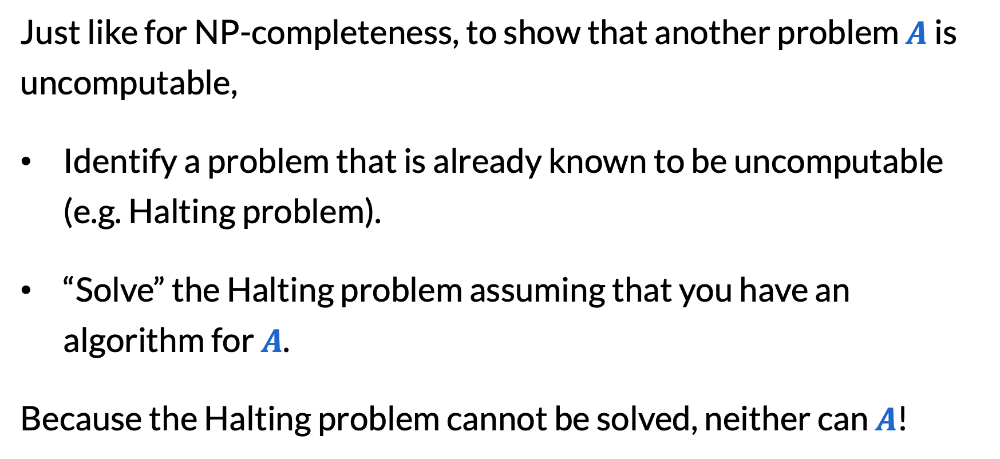 Just like for NP-completeness, to show that another problem A is
uncomputable,
• Identify a problem that is already known to be uncomputable
(e.g. Halting problem).
• “Solve” the Halting problem assuming that you have an
algorithm for A.
Because the Halting problem cannot be solved, neither can A!